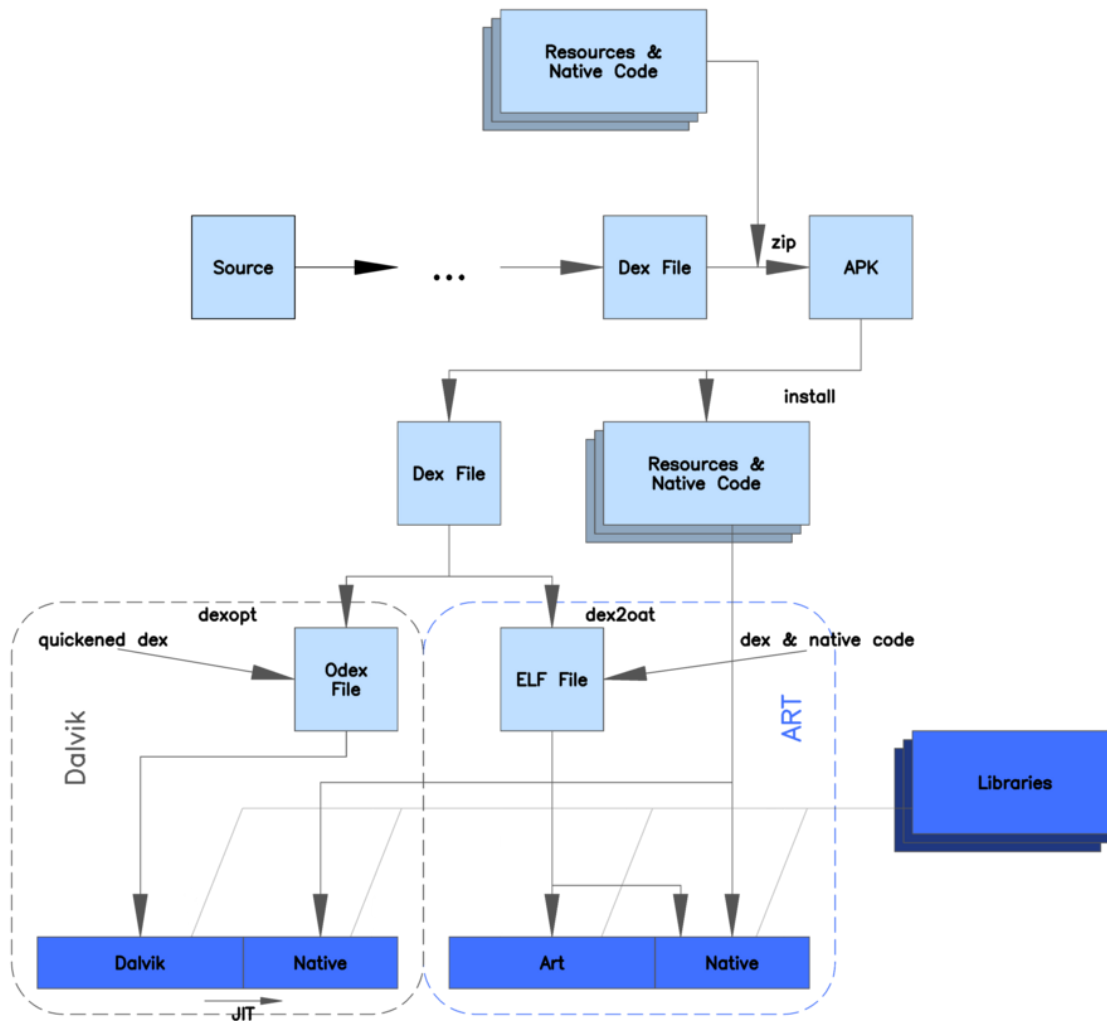 Resources &
Native Code
Source
...
Dex File
zip
APK
install
Dex File
Resources &
Native Code
dexopt
dex2oat
quickened dex
dex & native code
Odex
File
ELF File
Dalvik
ART
Libraries
Dalvik
Native
Art
Native
JIT